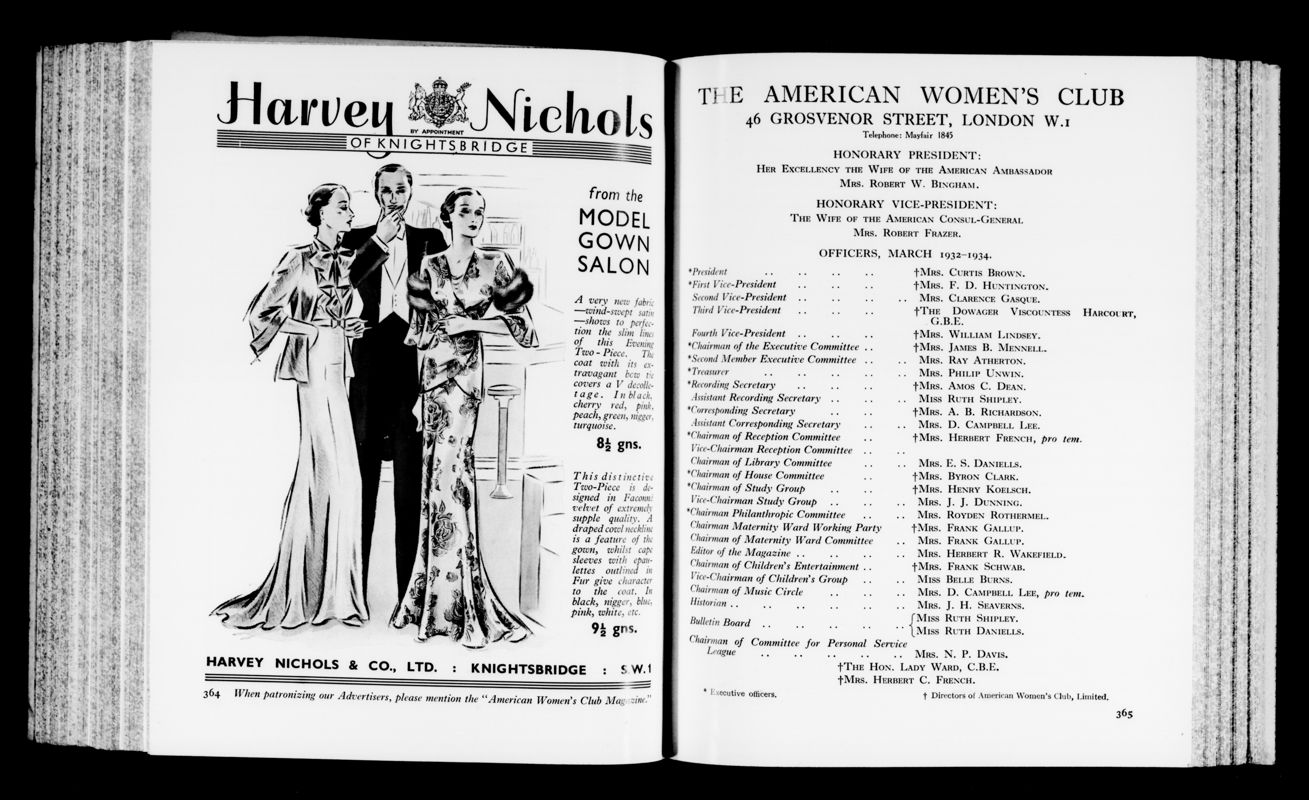 Harvey Nichols
BY APPOINTMENT
OF KNIGHTSBRIDGE
from the
MODEL
GOWN
SALON
A very new fabric
—wind-swept satin
—shows to perfec-
tion the slim lines
of this Evening
Two-Piece. The
coat with its ex-
travagant bow tie
covers a V decolle-
tage. In black,
cherry red, pink,
peach, green, nigger,
turquoise.
8½ gns.
This distinctive
Two-Piece is de-
signed in Faconné
velvet of extremely
supple quality. A
draped cowl neckline
is a feature of the
gown, whilst cape
sleeves with epau-
lettes outlined in
Fur give character
to the coat. In
black, nigger, blue,
pink, white, etc.
9½ gns.
HARVEY NICHOLS & CO., LTD. : KNIGHTSBRIDGE : S.W.1
364 When patronizing our Advertisers, please mention the "American Women's Club Magazine."
THE AMERICAN WOMEN'S CLUB
46 GROSVENOR STREET, LONDON W.1
Telephone: Mayfair 1845
HONORARY PRESIDENT:
HER EXCELLENCY THE WIFE OF THE AMERICAN AMBASSADOR
MRS. ROBERT W. BINGHAM.
HONORARY VICE-PRESIDENT:
THE WIFE OF THE AMERICAN CONSUL-GENERAL
MRS. ROBERT FRAZER.
OFFICERS, MARCH 1932-1934.
*President .. .. .. .. †MRS. CURTIS BROWN.
*First Vice-President .. .. .. †MRS. F. D. HUNTINGTON.
Second Vice-President .. .. .. .. MRS. CLARENCE GASQUE.
Third Vice-President .. .. .. †THE DOWAGER VISCOUNTESS HARCOURT,
G.B.E.
Fourth Vice-President .. .. .. †MRS. WILLIAM LINDSEY.
*Chairman of the Executive Committee .. †MRS. JAMES B. MENNELL.
*Second Member Executive Committee .. .. MRS. RAY ATHERTON.
*Treasurer .. .. .. .. .. MRS. PHILIP UNWIN.
*Recording Secretary .. .. .. †MRS. AMOS C. DEAN.
Assistant Recording Secretary .. .. .. MISS RUTH SHIPLEY.
*Corresponding Secretary .. .. †MRS. A. B. RICHARDSON.
Assistant Corresponding Secretary .. .. MRS. D. CAMPBELL LEE.
*Chairman of Reception Committee .. †MRS. HERBERT FRENCH, pro tem.
Vice-Chairman Reception Committee .. ..
Chairman of Library Committee .. .. MRS. E. S. DANIELLS.
*Chairman of House Committee .. †MRS. BYRON CLARK.
*Chairman of Study Group .. .. †MRS. HENRY KOELSCH.
Vice-Chairman Study Group .. .. .. MRS. J. J. DUNNING.
*Chairman Philanthropic Committee .. .. MRS. ROYDEN ROTHERMEL.
Chairman Maternity Ward Working Party †MRS. FRANK GALLUP.
Chairman of Maternity Ward Committee .. MRS. FRANK GALLUP.
Editor of the Magazine .. .. .. .. MRS. HERBERT R. WAKEFIELD.
Chairman of Children's Entertainment .. †MRS. FRANK SCHWAB.
Vice-Chairman of Children's Group .. .. MISS BELLE BURNS.
Chairman of Music Circle .. .. .. MRS. D. CAMPBELL LEE, pro tem.
Historian .. .. .. .. .. .. MRS. J. H. SEAVERNS.
Bulletin Board .. .. .. .. .. {MISS RUTH SHIPLEY.
MISS RUTH DANIELLS.
Chairman of Committee for Personal Service
League .. .. .. .. .. MRS. N. P. DAVIS.
†THE HON. LADY WARD, C.B.E.
†MRS. HERBERT C. FRENCH.
* Executive officers. † Directors of American Women's Club, Limited.
365